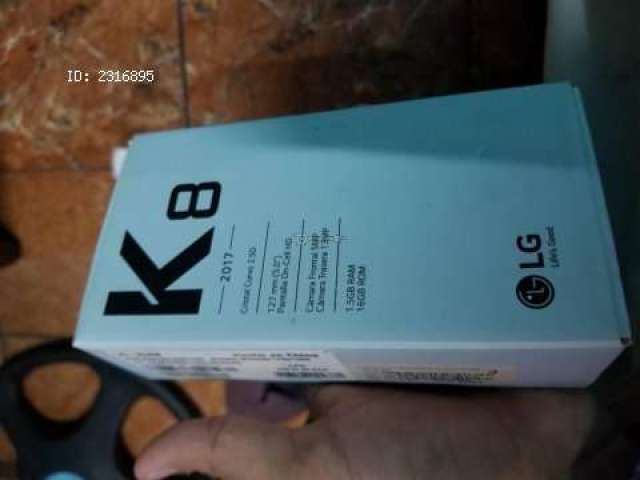 ID: 2316895
K8
2017
Cristal Curvo 2.5D
127 mm (5.0")
Pantalla On-Cell HD
Cámara Frontal 5MP
Cámara Trasera 13MP
1.5GB RAM
16GB ROM
LG
Life's Good